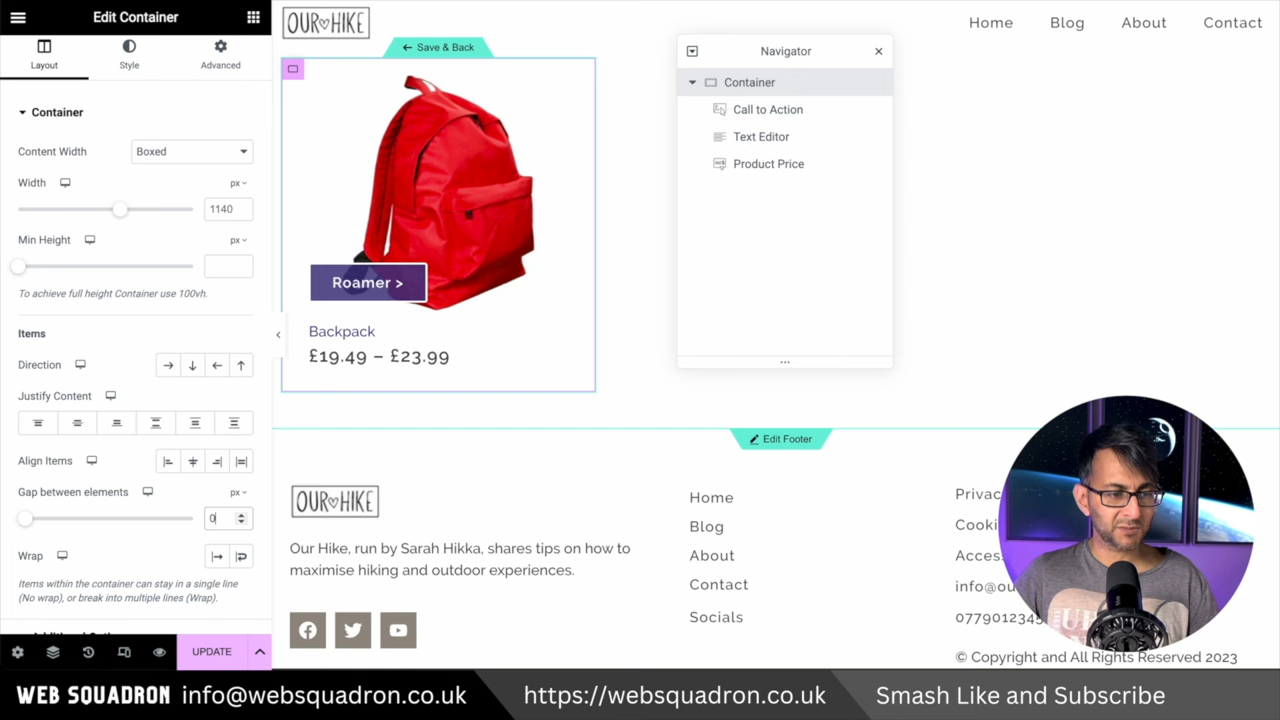 Edit Container
Layout
Style
Advanced
Container
Content Width
Boxed
Width
px
1140
Min Height
px
To achieve full height Container use 100vh.
Items
Direction
Justify Content
Align Items
Gap between elements
px
0
Wrap
Items within the container can stay in a single line
(No wrap), or break into multiple lines (Wrap).
UPDATE
OUR HIKE
Home
Blog
About
Contact
Save & Back
Roamer >
Backpack
£19.49 – £23.99
Navigator
Container
Call to Action
Text Editor
Product Price
Edit Footer
OUR HIKE
Our Hike, run by Sarah Hikka, shares tips on how to
maximise hiking and outdoor experiences.
Home
Blog
About
Contact
Socials
© Copyright and All Rights Reserved 2023
WEB SQUADRON info@websquadron.co.uk
https://websquadron.co.uk
Smash Like and Subscribe